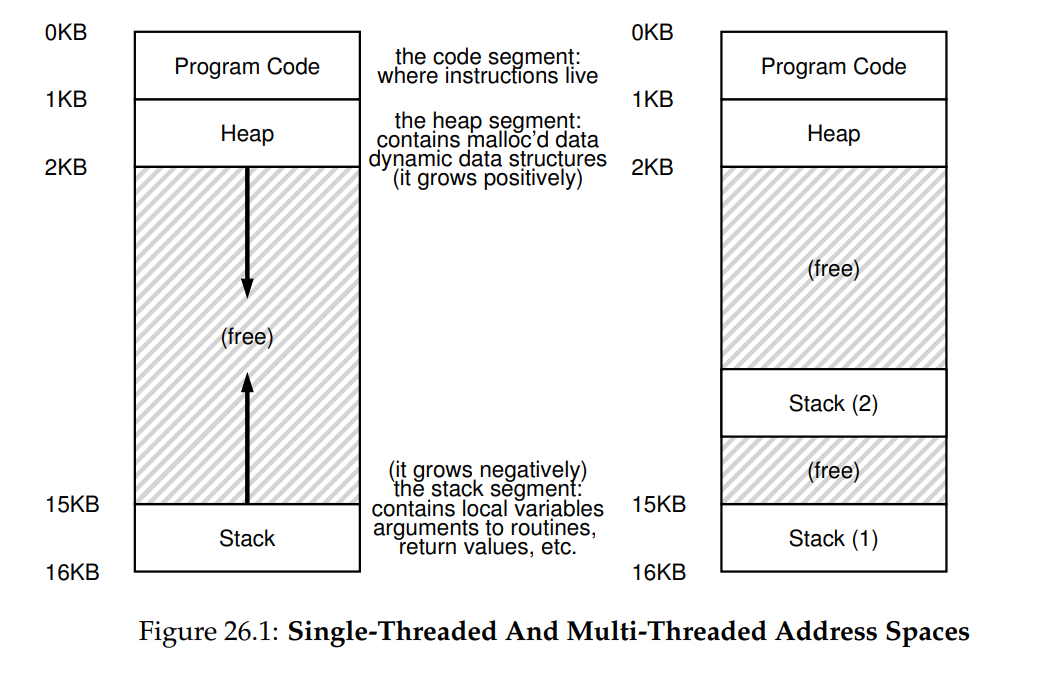 0KB
Program Code
1KB
Heap
2KB
(free)
15KB
Stack
16KB
the code segment:
where instructions live
the heap segment:
contains malloc'd data
dynamic data structures
(it grows positively)
(it grows negatively)
the stack segment:
contains local variables
arguments to routines,
return values, etc.
0KB
Program Code
1KB
Heap
2KB
(free)
Stack (2)
(free)
15KB
Stack (1)
16KB
Figure 26.1: Single-Threaded And Multi-Threaded Address Spaces